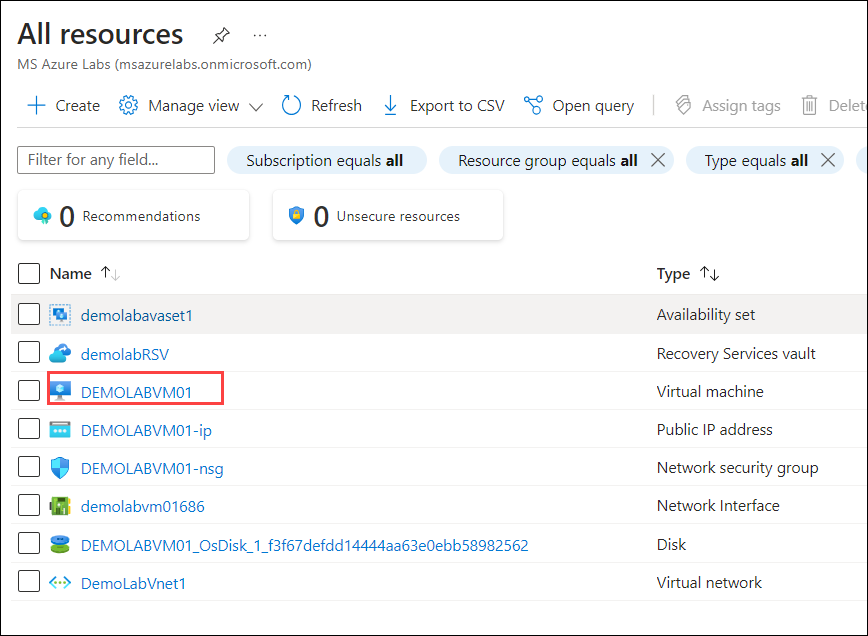 All resources ...
MS Azure Labs (msazurelabs.onmicrosoft.com)
Create Manage view Refresh Export to CSV Open query Assign tags Delet
Filter for any field... Subscription equals all Resource group equals all Type equals all
0 Recommendations 0 Unsecure resources
Name Type
demolabavaset1 Availability set
demolabRSV Recovery Services vault
DEMOLABVM01 Virtual machine
DEMOLABVM01-ip Public IP address
DEMOLABVM01-nsg Network security group
demolabvm01686 Network Interface
DEMOLABVM01_OsDisk_1_f3f67defdd14444aa63e0ebb58982562 Disk
DemoLabVnet1 Virtual network